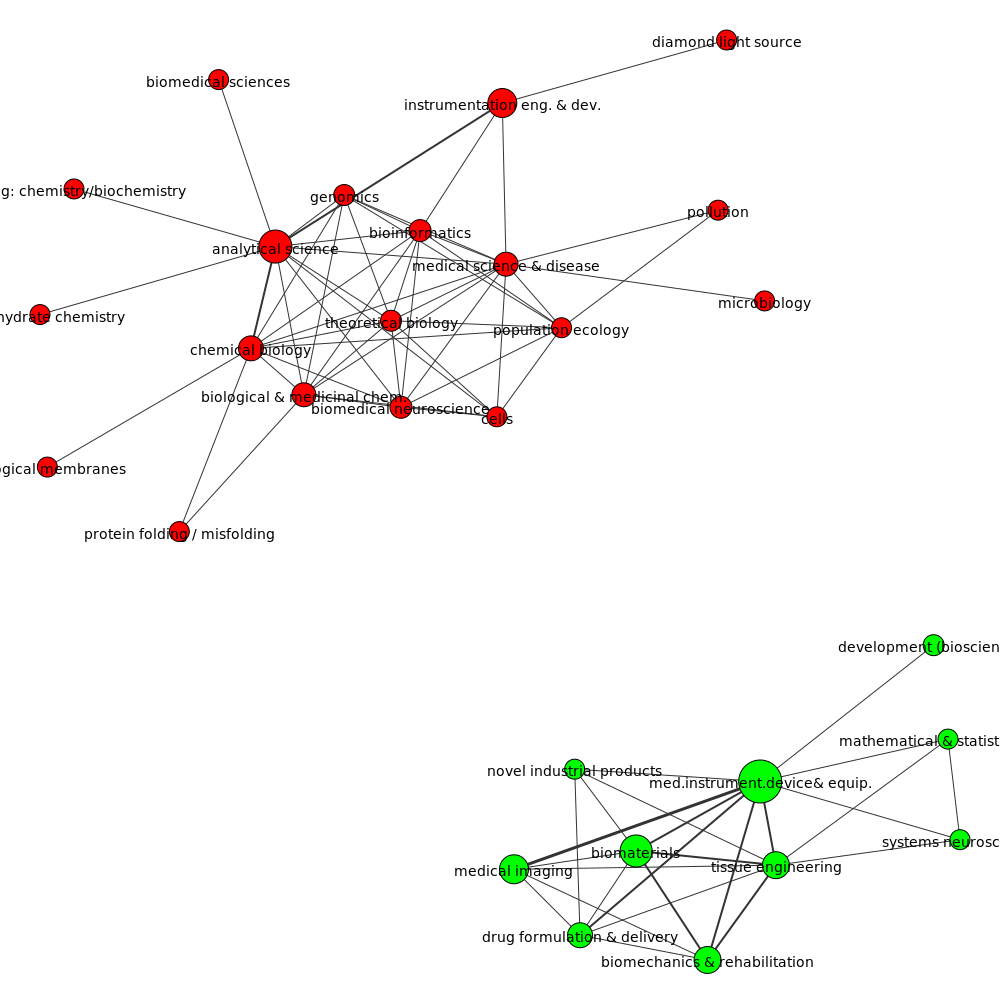 diamond light source
biomedical sciences
instrumentation eng. & dev.
g: chemistry/biochemistry
genomics
pollution
bioinformatics
analytical science
medical science & disease
microbiology
hydrate chemistry
theoretical biology
population ecology
chemical biology
biological & medicinal chem.
biomedical neuroscience
cells
ogical membranes
protein folding / misfolding
development (bioscien
mathematical & statist
novel industrial products
med.instrument.device& equip.
systems neurosc
biomaterials
tissue engineering
medical imaging
drug formulation & delivery
biomechanics & rehabilitation